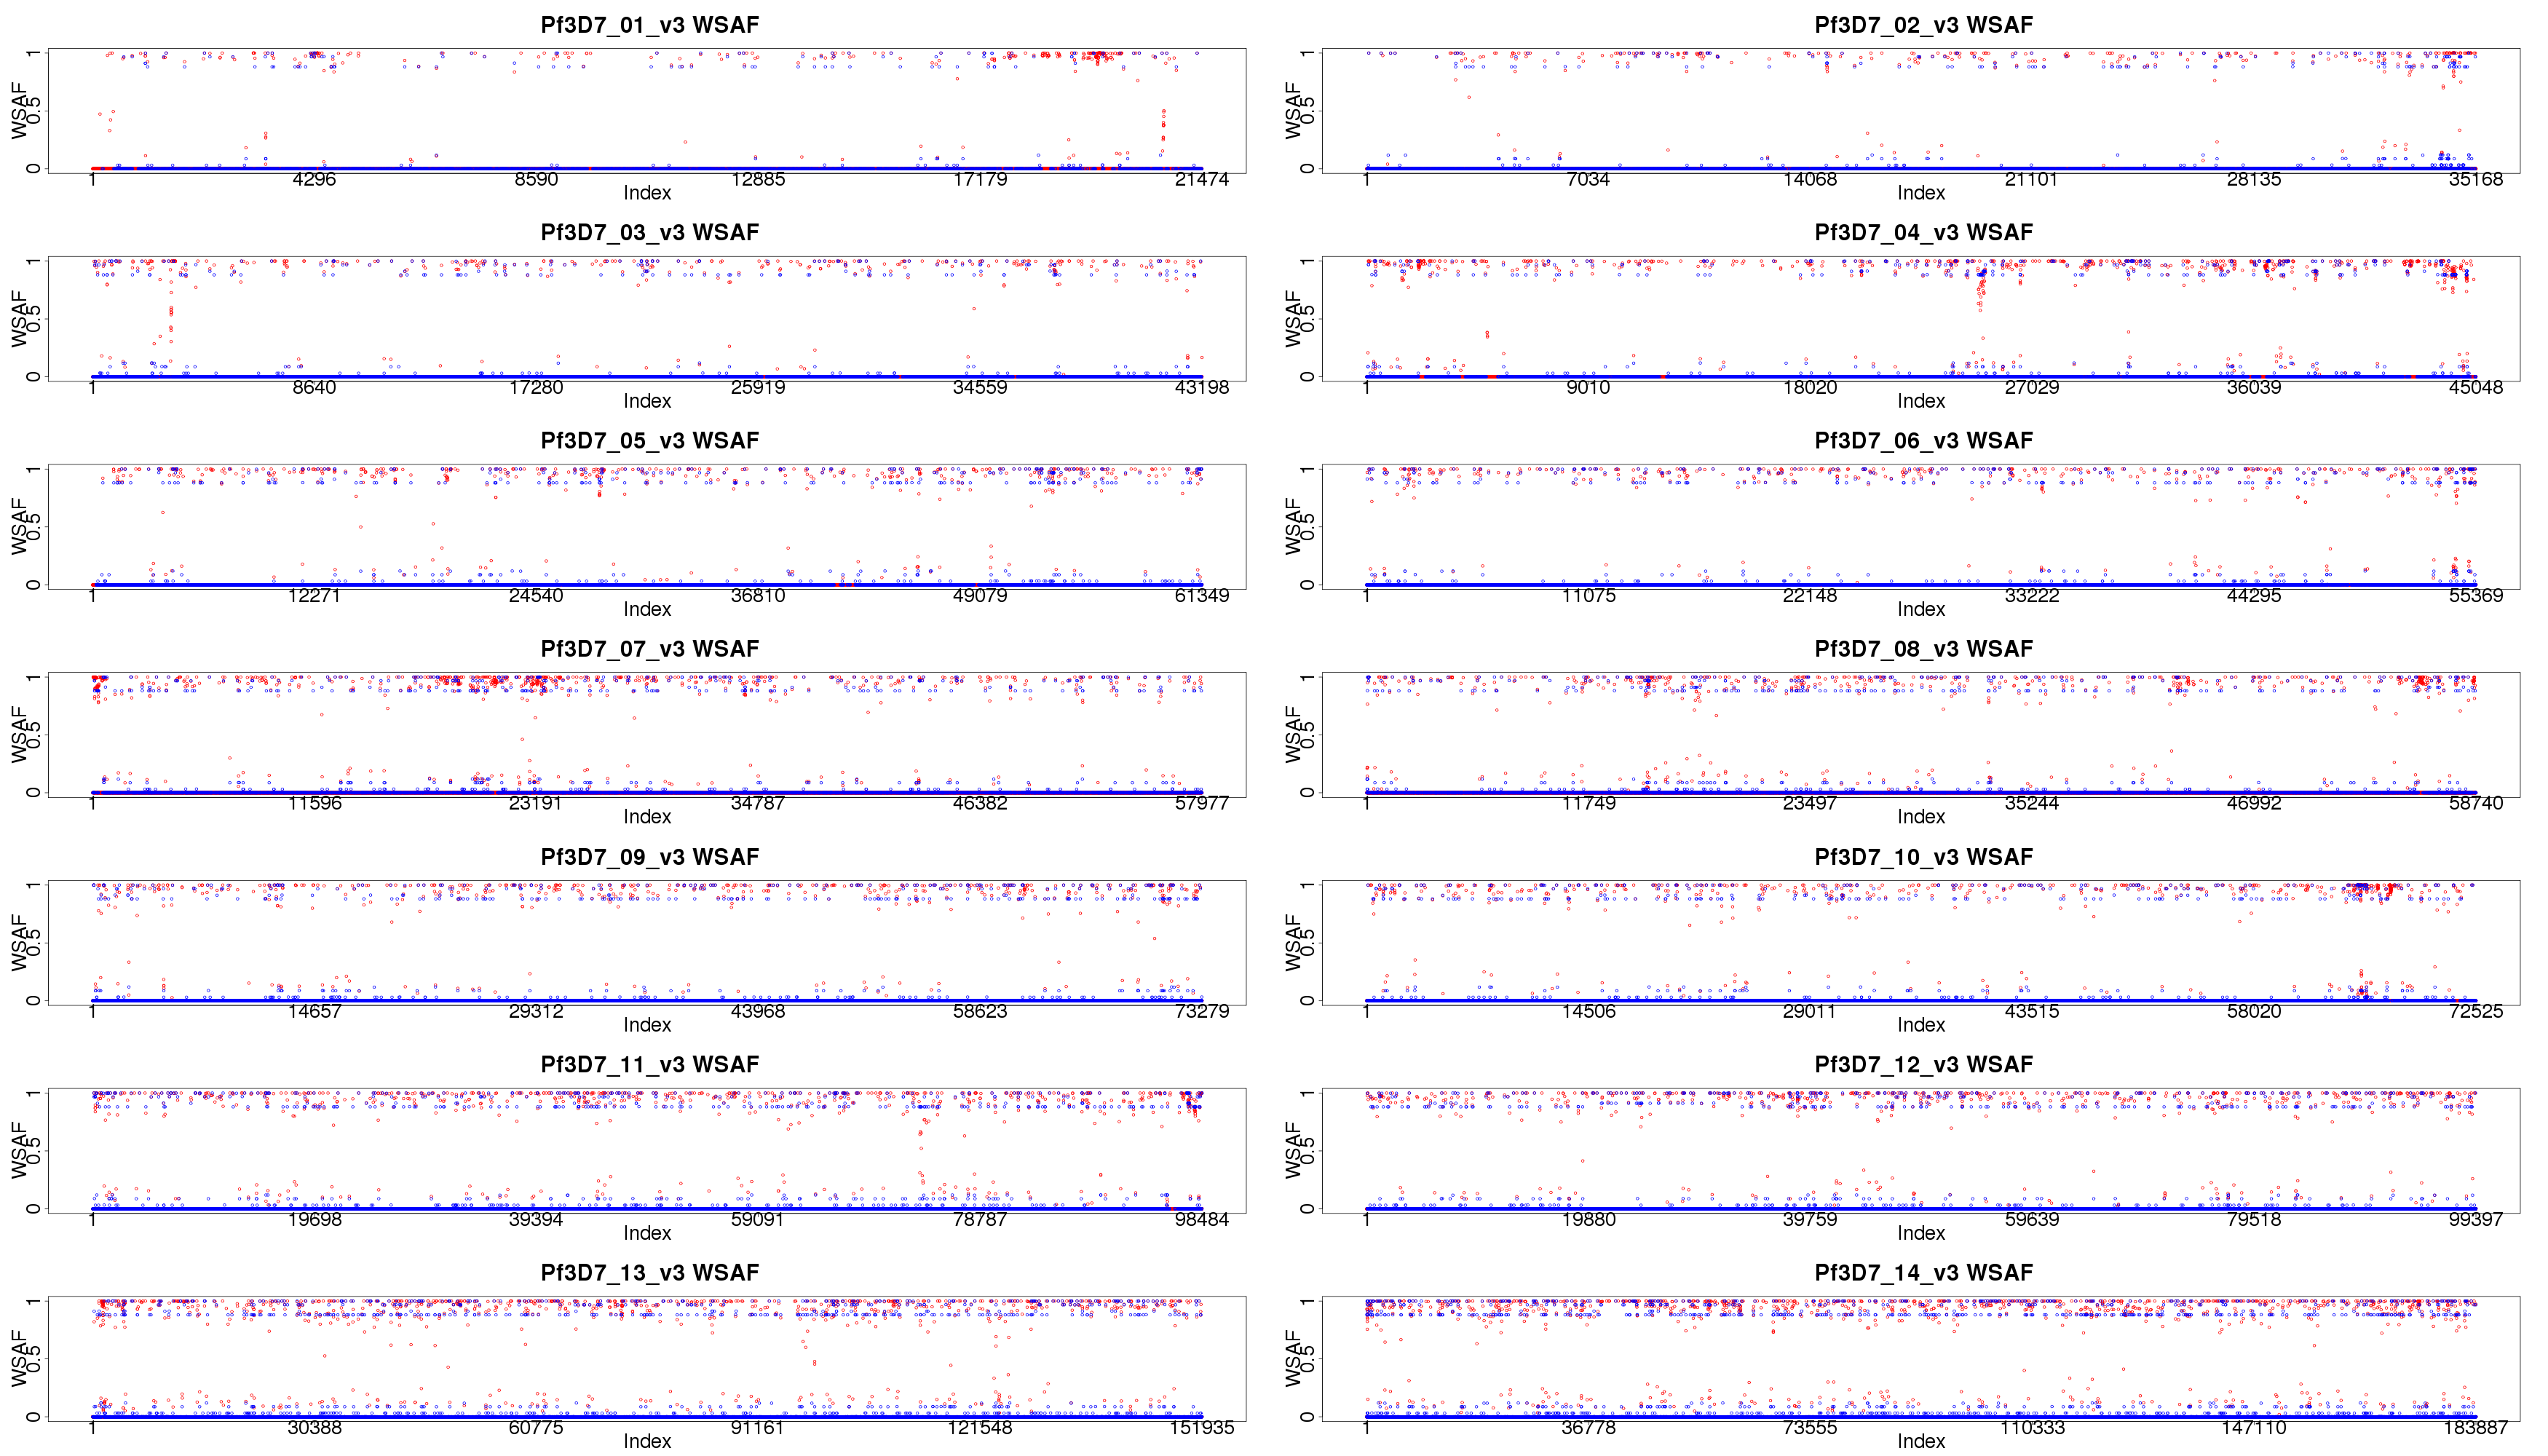 Pf3D7_01_v3 WSAF
WSAF
1
0.5
0
1 4296 8590 12885 17179 21474
Index
Pf3D7_02_v3 WSAF
WSAF
1
0.5
0
1 7034 14068 21101 28135 35168
Index
Pf3D7_03_v3 WSAF
WSAF
1
0.5
0
1 8640 17280 25919 34559 43198
Index
Pf3D7_04_v3 WSAF
WSAF
1
0.5
0
1 9010 18020 27029 36039 45048
Index
Pf3D7_05_v3 WSAF
WSAF
1
0.5
0
1 12271 24540 36810 49079 61349
Index
Pf3D7_06_v3 WSAF
WSAF
1
0.5
0
1 11075 22148 33222 44295 55369
Index
Pf3D7_07_v3 WSAF
WSAF
1
0.5
0
1 11596 23191 34787 46382 57977
Index
Pf3D7_08_v3 WSAF
WSAF
1
0.5
0
1 11749 23497 35244 46992 58740
Index
Pf3D7_09_v3 WSAF
WSAF
1
0.5
0
1 14657 29312 43968 58623 73279
Index
Pf3D7_10_v3 WSAF
WSAF
1
0.5
0
1 14506 29011 43515 58020 72525
Index
Pf3D7_11_v3 WSAF
WSAF
1
0.5
0
1 19698 39394 59091 78787 98484
Index
Pf3D7_12_v3 WSAF
WSAF
1
0.5
0
1 19880 39759 59639 79518 99397
Index
Pf3D7_13_v3 WSAF
WSAF
1
0.5
0
1 30388 60775 91161 121548 151935
Index
Pf3D7_14_v3 WSAF
WSAF
1
0.5
0
1 36778 73555 110333 147110 183887
Index